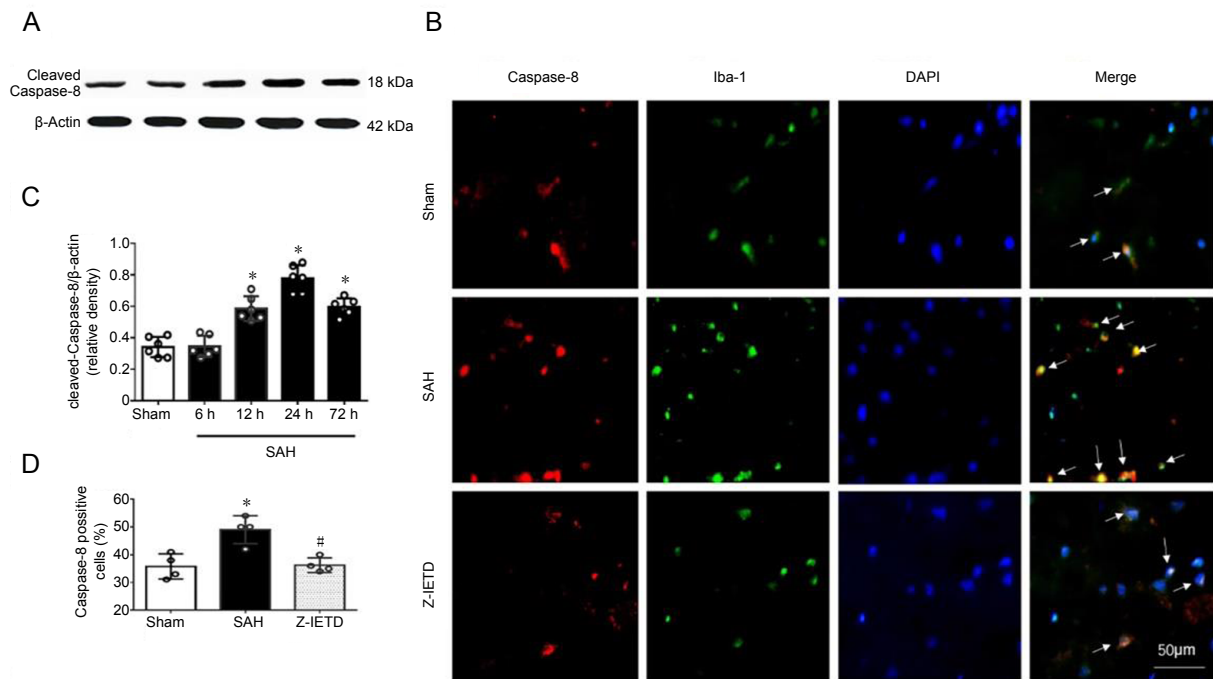 A
Cleaved
Caspase-8
18 kDa
β-Actin
42 kDa
B
Caspase-8
Iba-1
DAPI
Merge
Sham
SAH
Z-IETD
50μm
C
cleaved-Caspase-8/β-actin
(relative density)
1.0
0.8
0.6
0.4
0.2
0
*
*
*
Sham
6 h
12 h
24 h
72 h
SAH
D
Caspase-8 possitive
cells (%)
60
50
40
30
20
*
#
Sham
SAH
Z-IETD